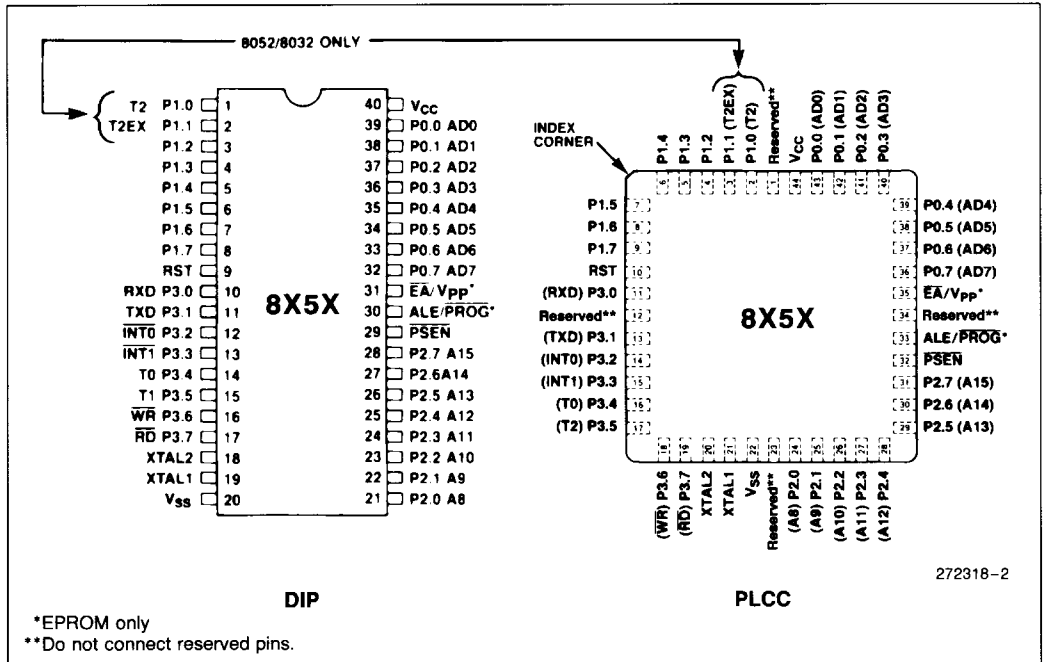 8052/8032 ONLY
T2 P1.0 1
T2EX P1.1 2
P1.2 3
P1.3 4
P1.4 5
P1.5 6
P1.6 7
P1.7 8
RST 9
RXD P3.0 10
TXD P3.1 11
INT0 P3.2 12
INT1 P3.3 13
T0 P3.4 14
T1 P3.5 15
WR P3.6 16
RD P3.7 17
XTAL2 18
XTAL1 19
VSS 20
8X5X
40 VCC
39 P0.0 AD0
38 P0.1 AD1
37 P0.2 AD2
36 P0.3 AD3
35 P0.4 AD4
34 P0.5 AD5
33 P0.6 AD6
32 P0.7 AD7
31 EA/VPP*
30 ALE/PROG*
29 PSEN
28 P2.7 A15
27 P2.6A14
26 P2.5 A13
25 P2.4 A12
24 P2.3 A11
23 P2.2 A10
22 P2.1 A9
21 P2.0 A8
DIP
INDEX
CORNER
P1.4 6
P1.3 5
P1.2 4
P1.1 (T2EX) 3
P1.0 (T2) 2
Reserved** 1
VCC 44
P0.0 (AD0) 43
P0.1 (AD1) 42
P0.2 (AD2) 41
P0.3 (AD3) 40
P1.5 7
P1.6 8
P1.7 9
RST 10
(RXD) P3.0 11
Reserved** 12
(TXD) P3.1 13
(INT0) P3.2 14
(INT1) P3.3 15
(T0) P3.4 16
(T2) P3.5 17
8X5X
39 P0.4 (AD4)
38 P0.5 (AD5)
37 P0.6 (AD6)
36 P0.7 (AD7)
35 EA/VPP*
34 Reserved**
33 ALE/PROG*
32 PSEN
31 P2.7 (A15)
30 P2.6 (A14)
29 P2.5 (A13)
18 (WR) P3.6
19 (RD) P3.7
20 XTAL2
21 XTAL1
22 VSS
23 Reserved**
24 (A8) P2.0
25 (A9) P2.1
26 (A10) P2.2
27 (A11) P2.3
28 (A12) P2.4
PLCC
272318-2
*EPROM only
**Do not connect reserved pins.